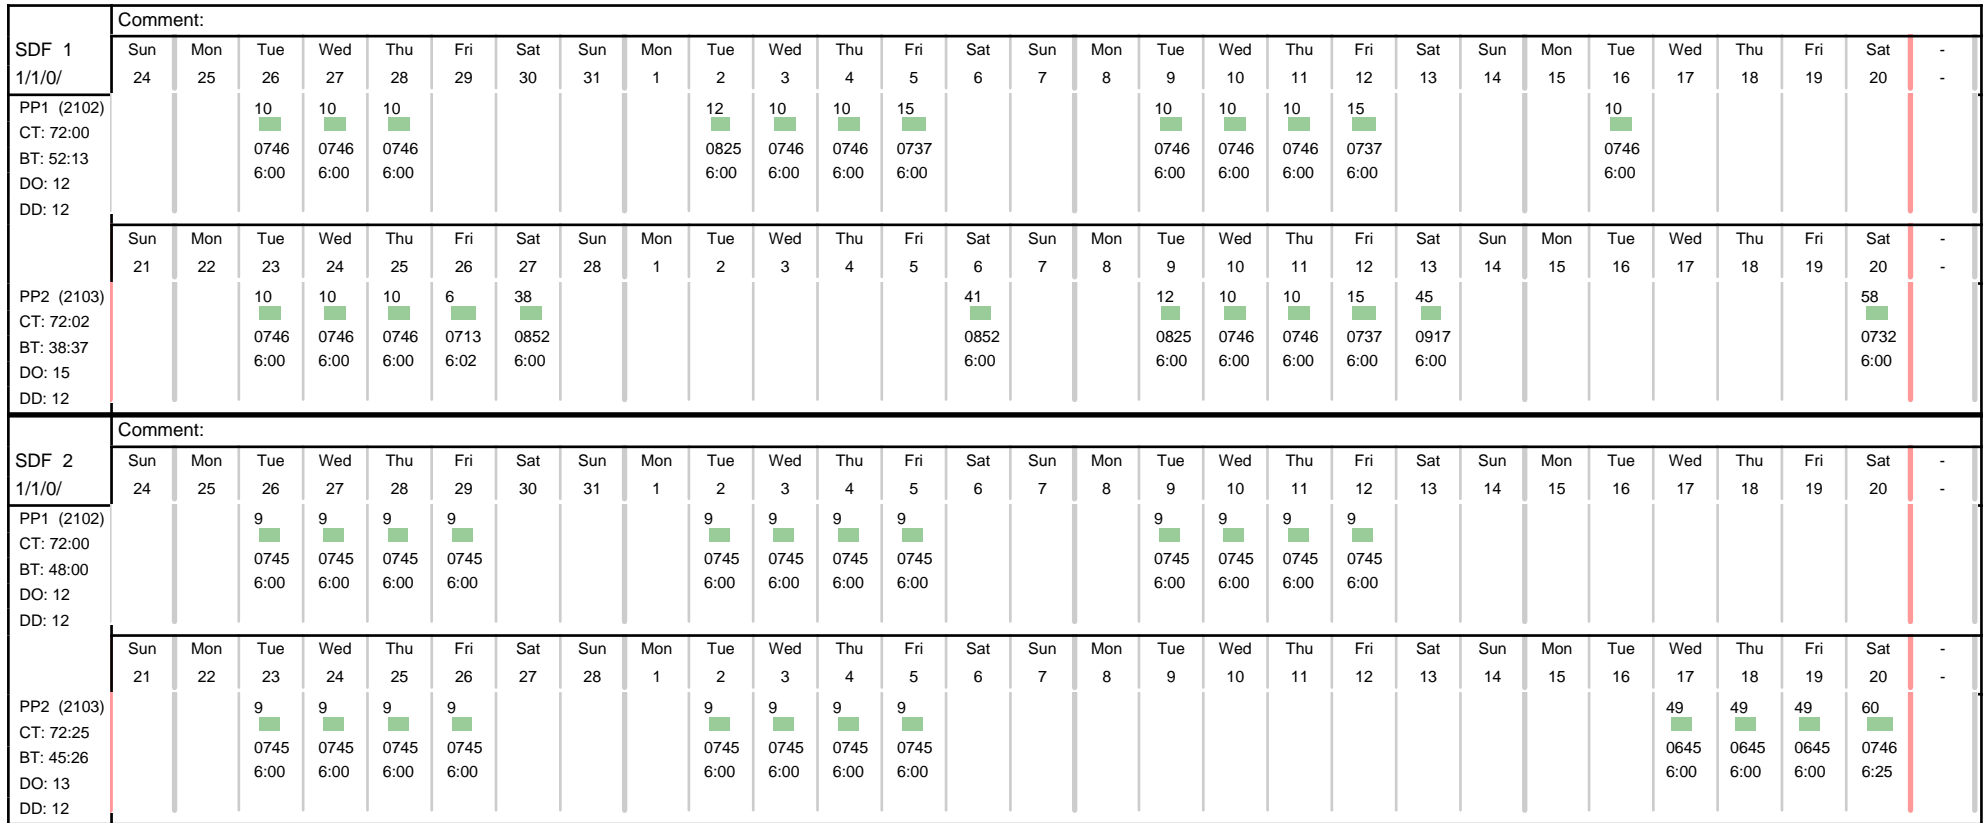 Comment:
SDF 1 Sun Mon Tue Wed Thu Fri Sat Sun Mon Tue Wed Thu Fri Sat Sun Mon Tue Wed Thu Fri Sat Sun Mon Tue Wed Thu Fri Sat -
1/1/0/ 24 25 26 27 28 29 30 31 1 2 3 4 5 6 7 8 9 10 11 12 13 14 15 16 17 18 19 20 -
PP1 (2102) 10 10 10 12 10 10 15 10 10 10 15 10
CT: 72:00
BT: 52:13 0746 0746 0746 0825 0746 0746 0737 0746 0746 0746 0737 0746
DO: 12 6:00 6:00 6:00 6:00 6:00 6:00 6:00 6:00 6:00 6:00 6:00 6:00
DD: 12
Sun Mon Tue Wed Thu Fri Sat Sun Mon Tue Wed Thu Fri Sat Sun Mon Tue Wed Thu Fri Sat Sun Mon Tue Wed Thu Fri Sat -
21 22 23 24 25 26 27 28 1 2 3 4 5 6 7 8 9 10 11 12 13 14 15 16 17 18 19 20 -
PP2 (2103) 10 10 10 6 38 41 12 10 10 15 45 58
CT: 72:02
BT: 38:37 0746 0746 0746 0713 0852 0852 0825 0746 0746 0737 0917 0732
DO: 15 6:00 6:00 6:00 6:02 6:00 6:00 6:00 6:00 6:00 6:00 6:00 6:00
DD: 12
Comment:
SDF 2 Sun Mon Tue Wed Thu Fri Sat Sun Mon Tue Wed Thu Fri Sat Sun Mon Tue Wed Thu Fri Sat Sun Mon Tue Wed Thu Fri Sat -
1/1/0/ 24 25 26 27 28 29 30 31 1 2 3 4 5 6 7 8 9 10 11 12 13 14 15 16 17 18 19 20 -
PP1 (2102) 9 9 9 9 9 9 9 9 9 9 9 9
CT: 72:00
BT: 48:00 0745 0745 0745 0745 0745 0745 0745 0745 0745 0745 0745 0745
DO: 12 6:00 6:00 6:00 6:00 6:00 6:00 6:00 6:00 6:00 6:00 6:00 6:00
DD: 12
Sun Mon Tue Wed Thu Fri Sat Sun Mon Tue Wed Thu Fri Sat Sun Mon Tue Wed Thu Fri Sat Sun Mon Tue Wed Thu Fri Sat -
21 22 23 24 25 26 27 28 1 2 3 4 5 6 7 8 9 10 11 12 13 14 15 16 17 18 19 20 -
PP2 (2103) 9 9 9 9 9 9 9 9 49 49 49 60
CT: 72:25
BT: 45:26 0745 0745 0745 0745 0745 0745 0745 0745 0645 0645 0645 0746
DO: 13 6:00 6:00 6:00 6:00 6:00 6:00 6:00 6:00 6:00 6:00 6:00 6:25
DD: 12